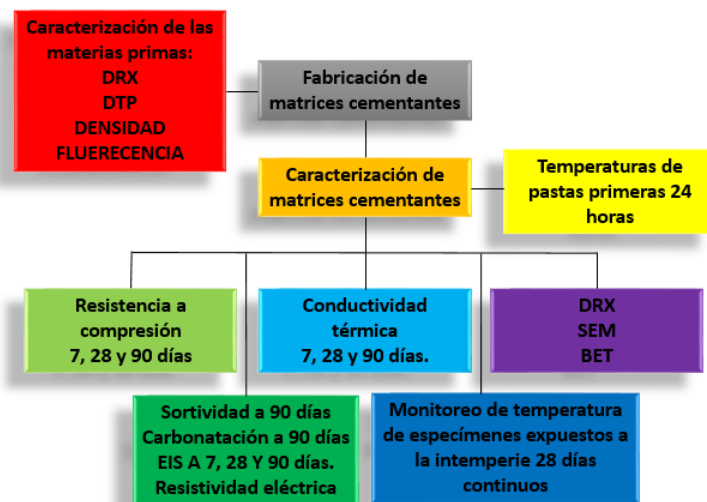 Caracterización de las
materias primas:
DRX
DTP
DENSIDAD
FLUERECENCIA
Fabricación de
matrices cementantes
Caracterización de
matrices cementantes
Temperaturas de
pastas primeras 24
horas
Resistencia a
compresión
7, 28 y 90 días
Conductividad
térmica
7, 28 y 90 días.
DRX
SEM
BET
Sortividad a 90 días
Carbonatación a 90 días
EIS A 7, 28 Y 90 días.
Resistividad eléctrica
Monitoreo de temperatura
de especímenes expuestos a
la intemperie 28 días
continuos